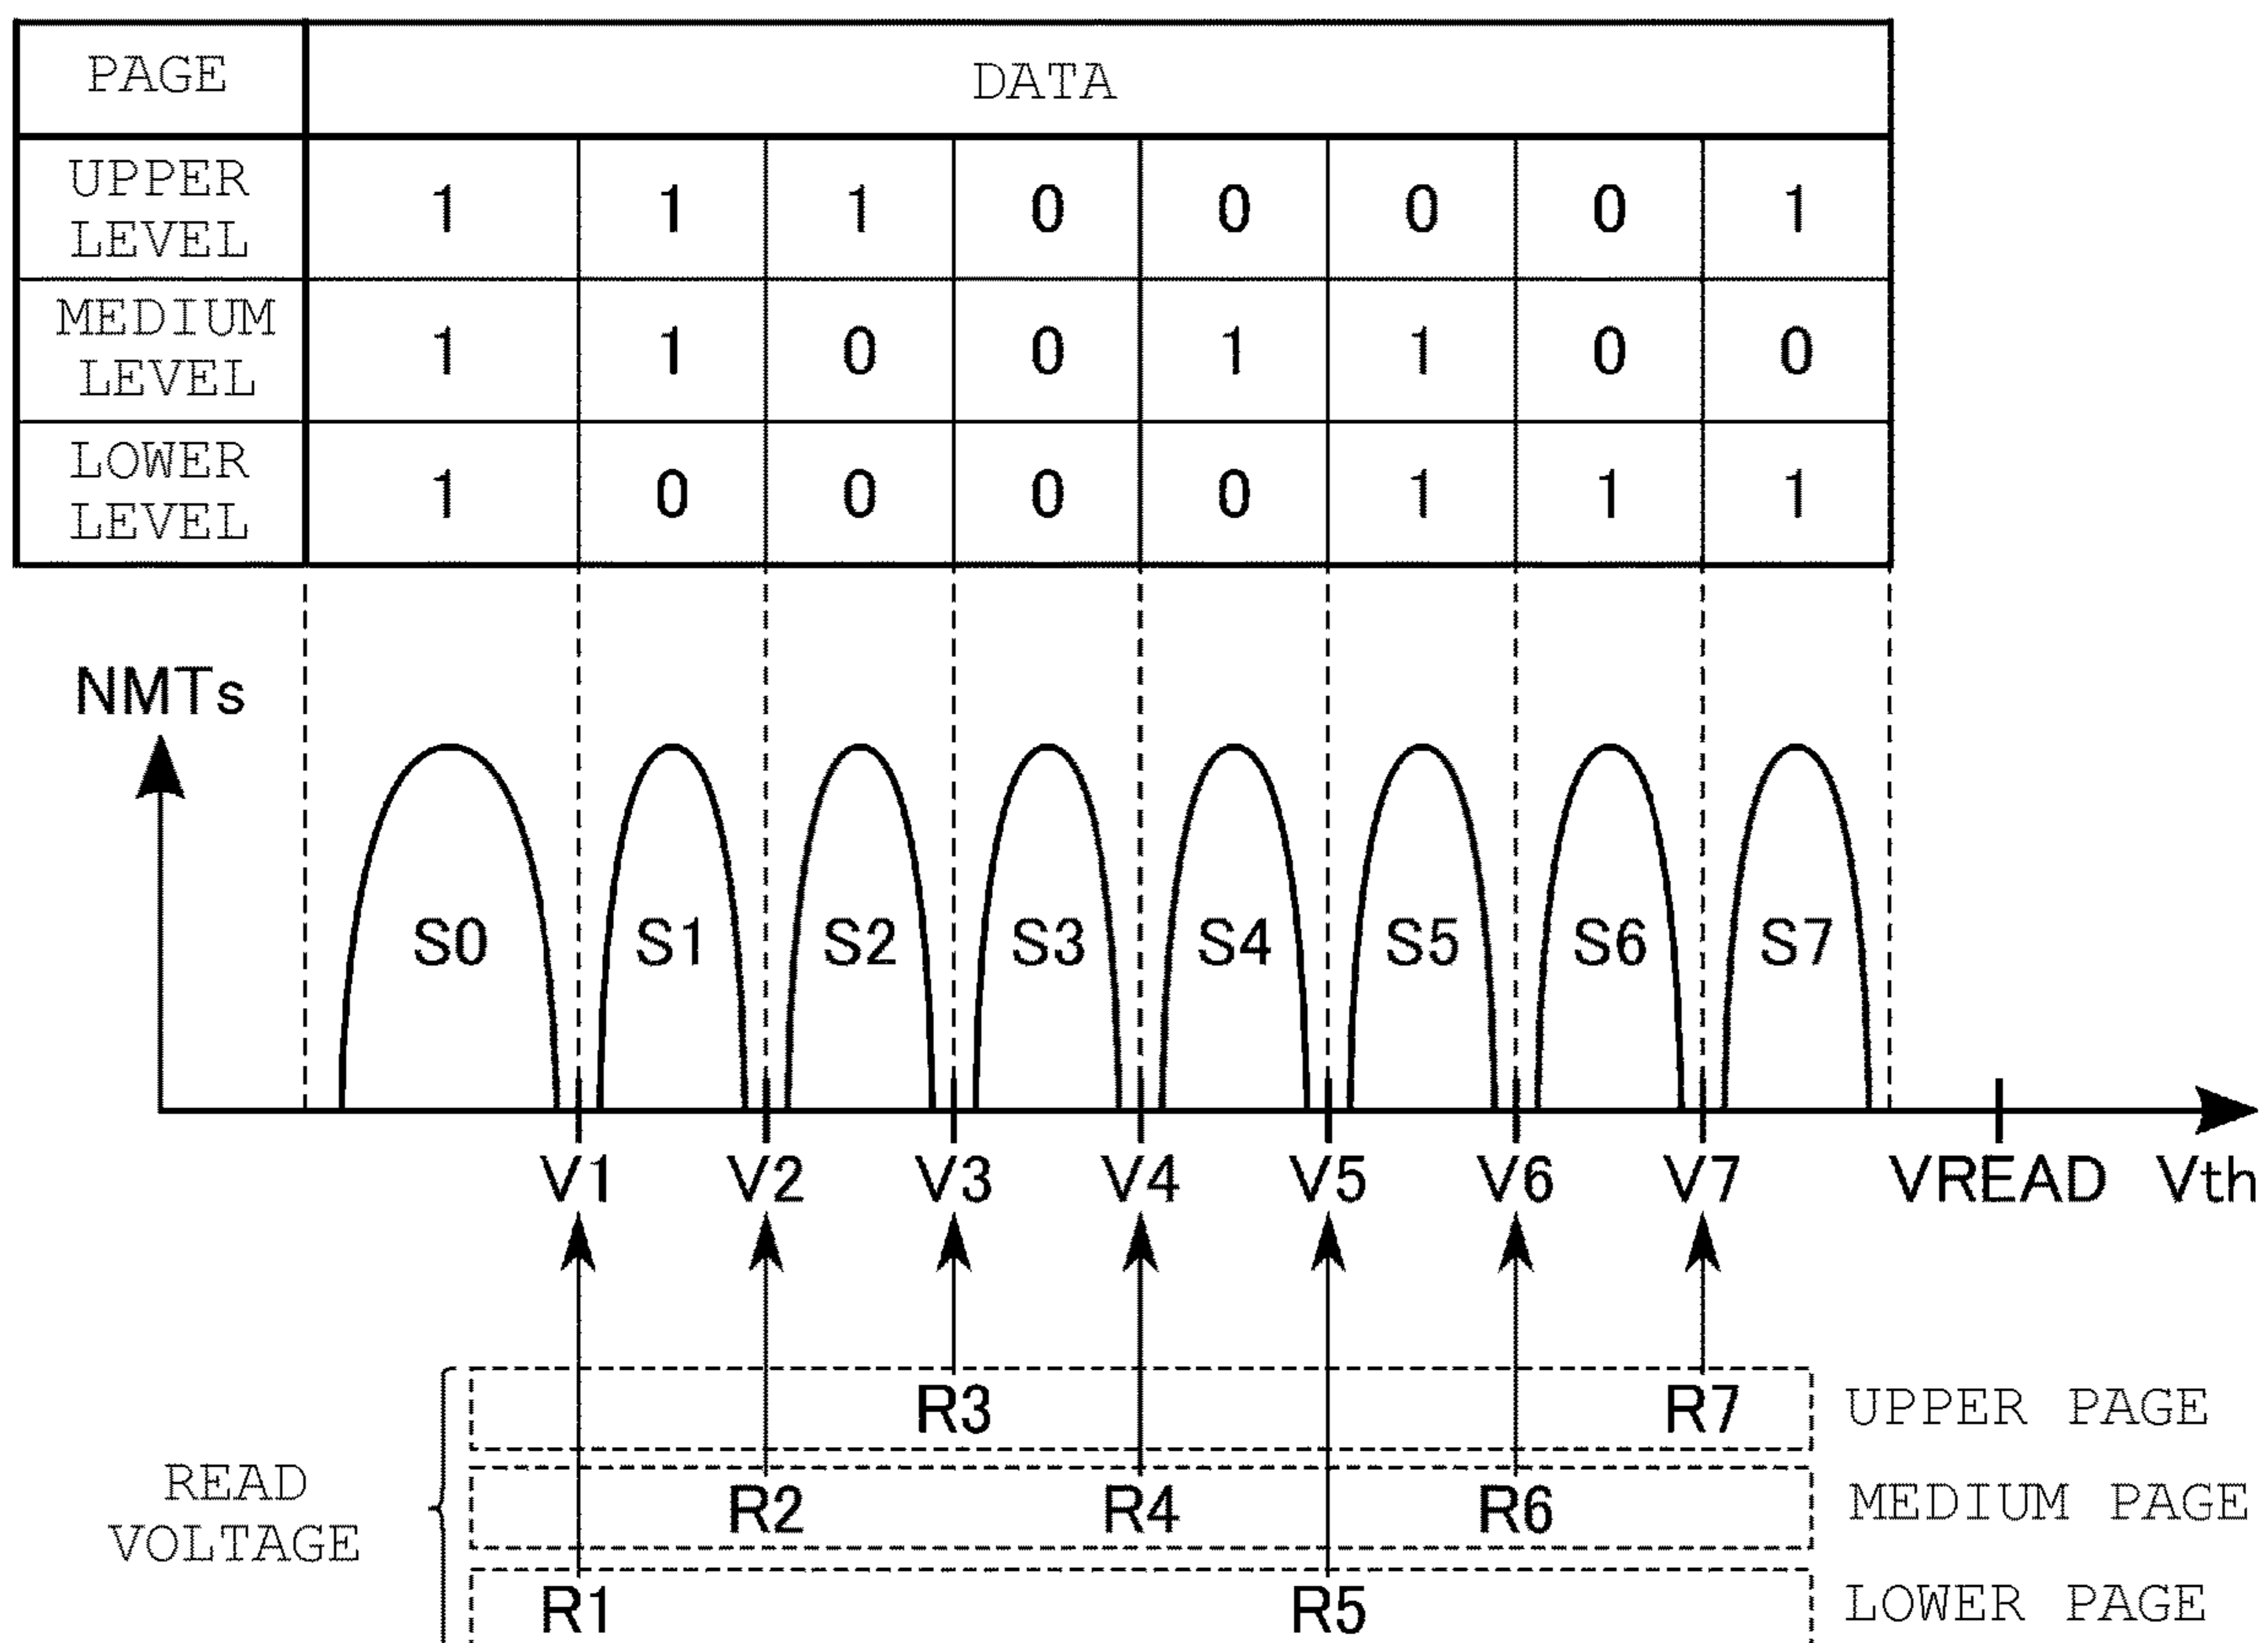 PAGE DATA
UPPER LEVEL 1 1 1 0 0 0 0 1
MEDIUM LEVEL 1 1 0 0 1 1 0 0
LOWER LEVEL 1 0 0 0 0 1 1 1
NMTs
S0 S1 S2 S3 S4 S5 S6 S7
V1 V2 V3 V4 V5 V6 V7 VREAD Vth
READ VOLTAGE
R3 R7 UPPER PAGE
R2 R4 R6 MEDIUM PAGE
R1 R5 LOWER PAGE